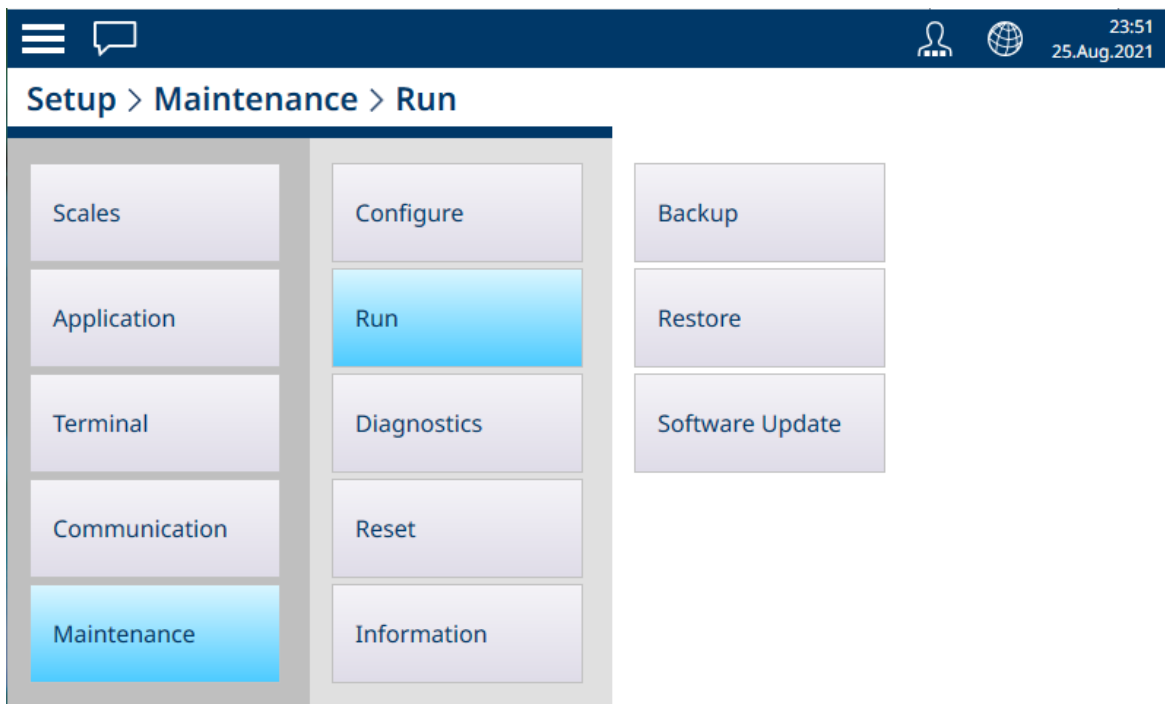 23:51
25.Aug.2021
Setup > Maintenance > Run
Scales
Configure
Backup
Application
Run
Restore
Terminal
Diagnostics
Software Update
Communication
Reset
Maintenance
Information